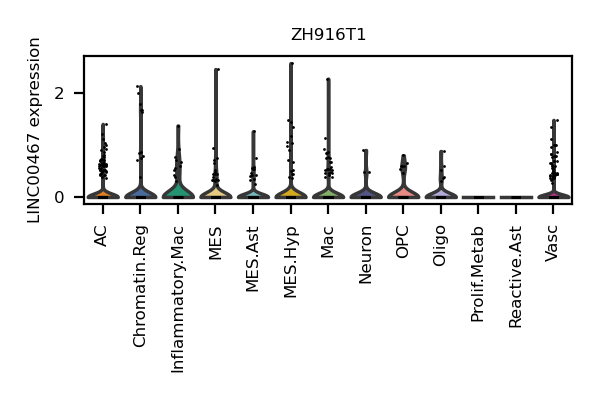 ZH916T1
LINC00467 expression
2
0
AC
Chromatin.Reg
Inflammatory.Mac
MES
MES.Ast
MES.Hyp
Mac
Neuron
OPC
Oligo
Prolif.Metab
Reactive.Ast
Vasc